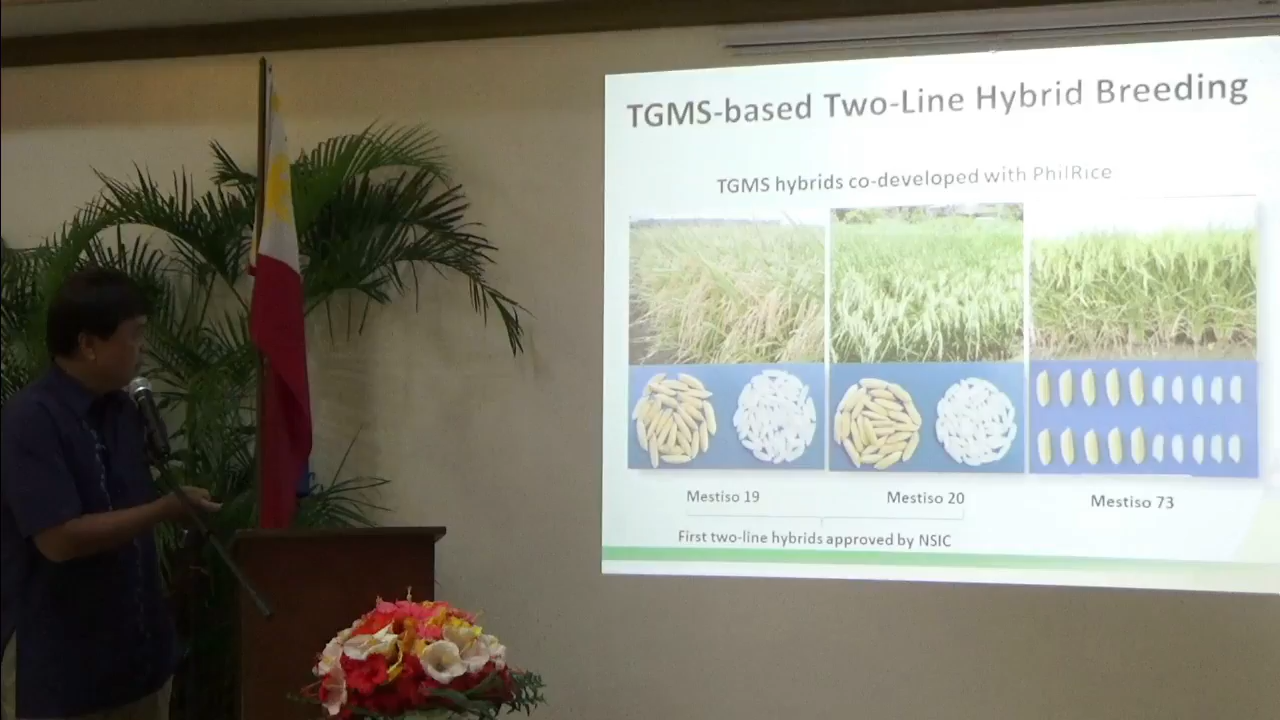 TGMS-based Two-Line Hybrid Breeding
TGMS hybrids co-developed with PhilRice
Mestiso 19
Mestiso 20
Mestiso 73
First two-line hybrids approved by NSIC